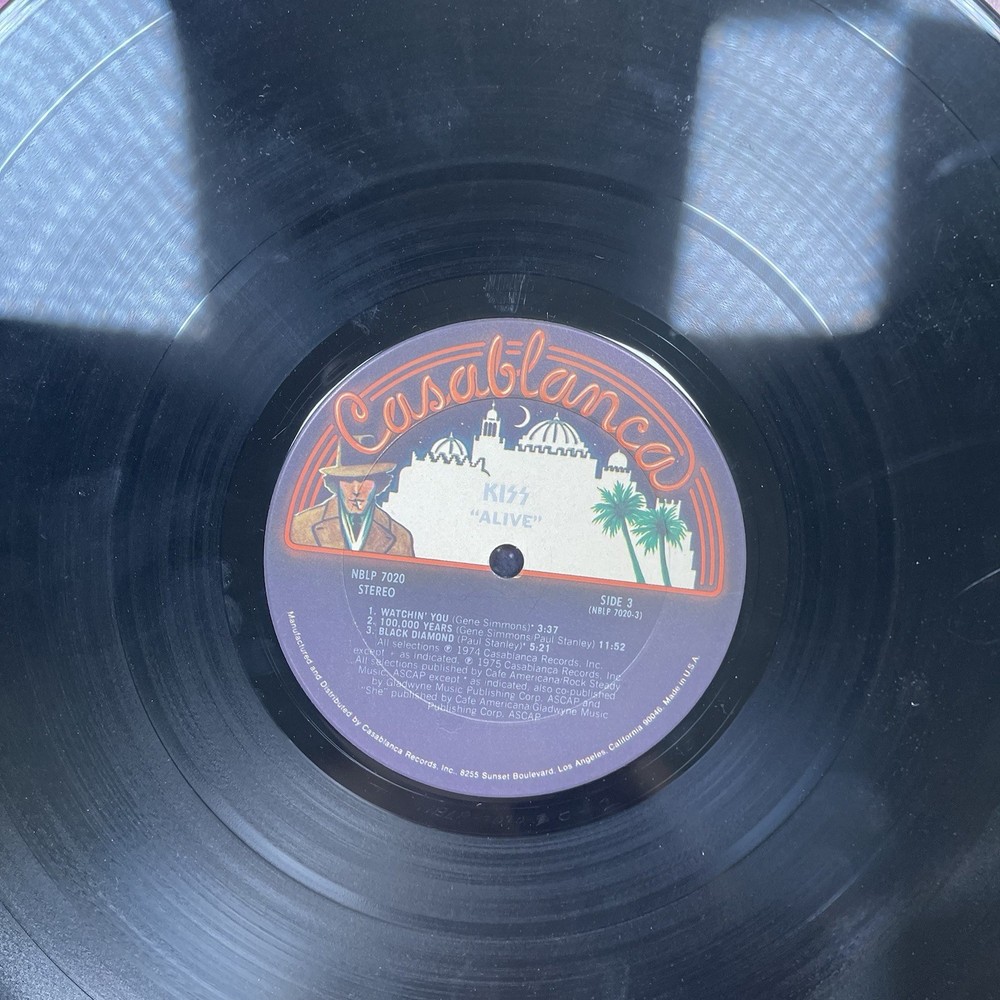 Casablanca
KISS
“ALIVE”
NBLP 7020
STEREO
SIDE 3
(NBLP 7020-3)
1. WATCHIN' YOU (Gene Simmons)* 3:37
2. 100,000 YEARS (Gene Simmons/Paul Stanley) 11:52
3. BLACK DIAMOND (Paul Stanley)* 5:21
All selections ℗ 1974 Casablanca Records, Inc.
except * as indicated, ℗ 1975 Casablanca Records, Inc.
All selections published by Cafe Americana/Rock Steady
Music, ASCAP except * as indicated, also co-published
by Gladwyne Music Publishing Corp, ASCAP and
"She" published by Cafe Americana/Gladwyne Music
Publishing Corp, ASCAP
Manufactured and Distributed by Casablanca Records, Inc., 8255 Sunset Boulevard, Los Angeles, California 90046. Made in U.S.A.